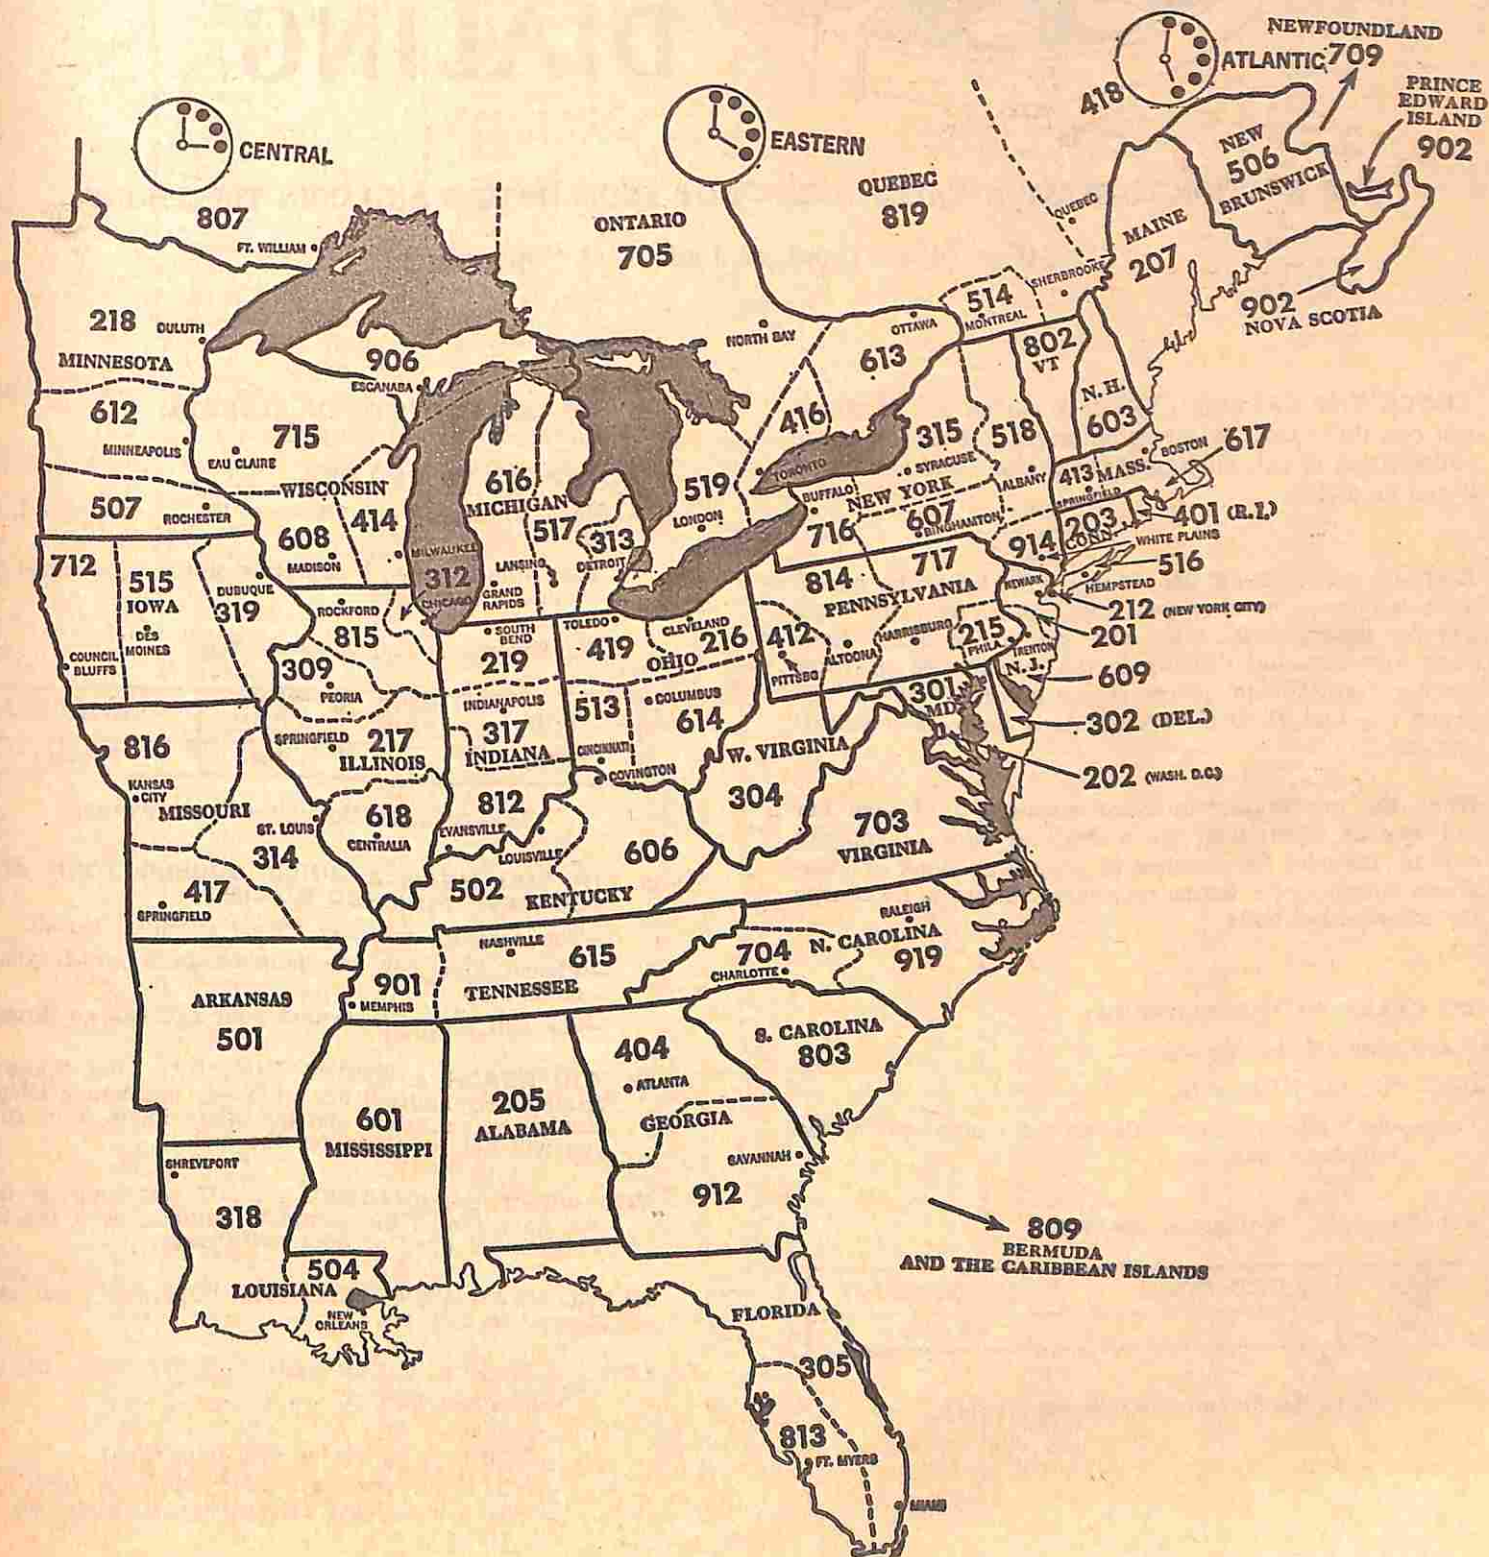 NEWFOUNDLAND
709
ATLANTIC
418
PRINCE
EDWARD
ISLAND
902
CENTRAL
EASTERN
NEW
506
BRUNSWICK
QUEBEC
819
807
FT. WILLIAM
ONTARIO
705
QUEBEC
MAINE
207
SHERBROOKE
902
NOVA SCOTIA
218
DULUTH
MINNESOTA
906
ESCANABA
NORTH BAY
OTTAWA
613
514
MONTREAL
802
VT
N. H.
603
612
MINNEAPOLIS
715
EAU CLAIRE
WISCONSIN
616
MICHIGAN
416
TORONTO
315
SYRACUSE
518
ALBANY
413
MASS.
SPRINGFIELD
BOSTON
617
507
ROCHESTER
608
MADISON
414
MILWAUKEE
517
LANSING
313
DETROIT
519
LONDON
BUFFALO
NEW YORK
716
607
BINGHAMTON
914
203
CONN.
401 (R.I.)
WHITE PLAINS
516
HEMPSTEAD
712
515
IOWA
DES
MOINES
COUNCIL
BLUFFS
DUBUQUE
319
312
CHICAGO
GRAND
RAPIDS
814
717
PENNSYLVANIA
NEWARK
212 (NEW YORK CITY)
201
ROCKFORD
815
SOUTH
BEND
219
TOLEDO
419
CLEVELAND
216
OHIO
412
PITTSBG
ALTOONA
HARRISBURG
215
PHILA
TRENTON
N. J.
609
309
PEORIA
INDIANAPOLIS
317
INDIANA
513
CINCINNATI
COLUMBUS
614
301
MD.
302 (DEL.)
816
KANSAS
CITY
MISSOURI
SPRINGFIELD
217
ILLINOIS
COVINGTON
W. VIRGINIA
304
202 (WASH. D.C.)
ST. LOUIS
314
618
CENTRALIA
812
EVANSVILLE
LOUISVILLE
606
703
VIRGINIA
417
SPRINGFIELD
502
KENTUCKY
NASHVILLE
615
TENNESSEE
704
CHARLOTTE
RALEIGH
N. CAROLINA
919
ARKANSAS
501
901
MEMPHIS
404
ATLANTA
GEORGIA
S. CAROLINA
803
601
MISSISSIPPI
205
ALABAMA
SAVANNAH
912
SHREVEPORT
318
809
BERMUDA
AND THE CARIBBEAN ISLANDS
504
LOUISIANA
NEW
ORLEANS
FLORIDA
305
813
FT. MYERS
MIAMI